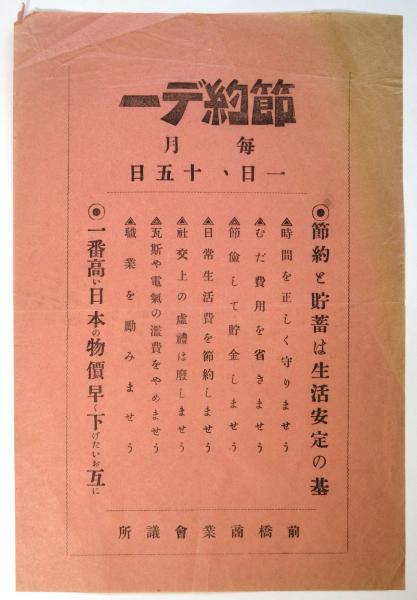 節約デー
毎月
一日、十五日
◉節約と貯蓄は生活安定の基
▲時間を正しく守りませう
▲むだ費用を省きませう
▲節儉して貯金しませう
▲日常生活費を節約しませう
▲社交上の虚禮は廢しませう
▲瓦斯や電氣の濫費をやめませう
▲職業を勵みませう
◉一番高い日本の物價早く下げたいお互に
前橋商業會議所